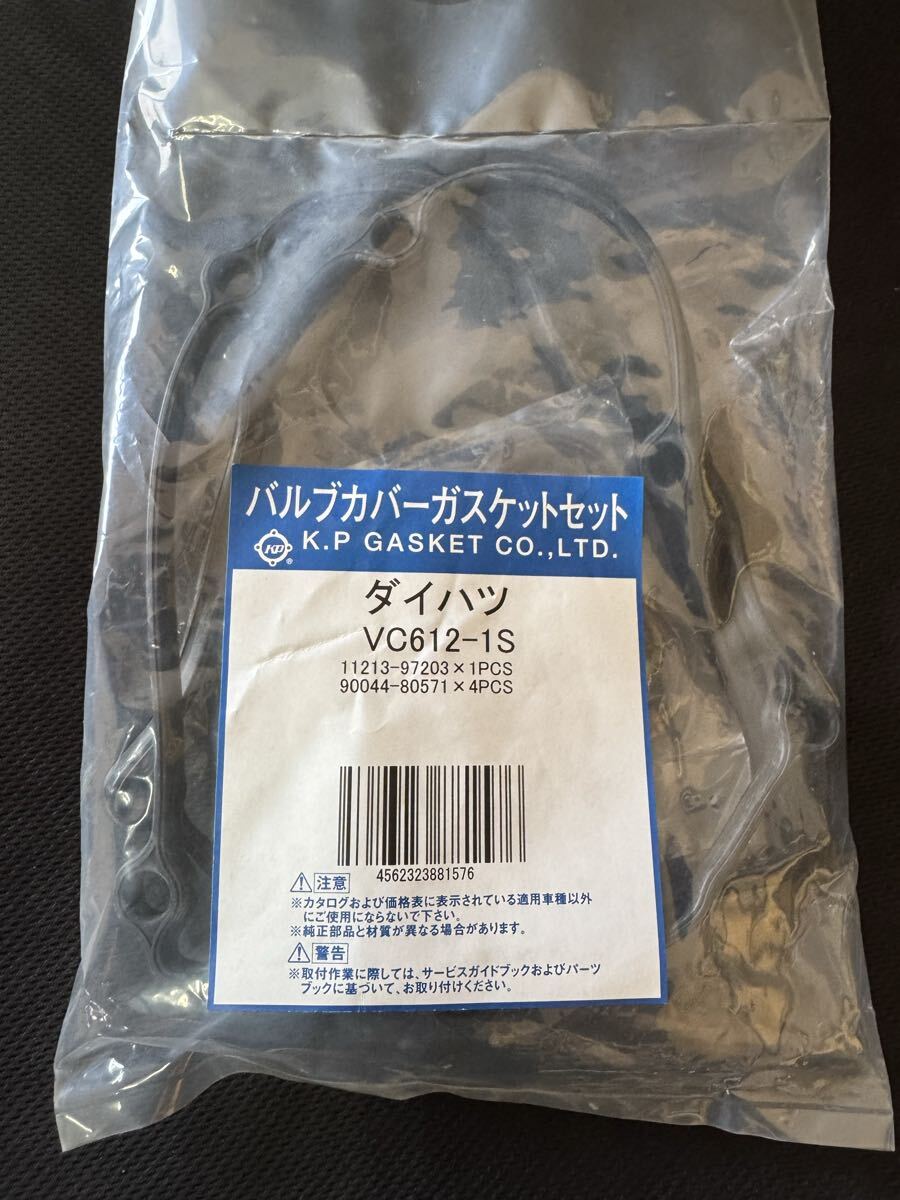 バルブカバーガスケットセット
KP ® K.P GASKET CO.,LTD.
ダイハツ
VC612-1S
11213-97203×1PCS
90044-80571×4PCS
4562323881576
⚠注意
※カタログおよび価格表に表示されている適用車種以外
にご使用にならないで下さい。
※純正部品と材質が異なる場合があります。
⚠警告
※取付作業に際しては、サービスガイドブックおよびパーツ
ブックに基づいて、お取り付けください。